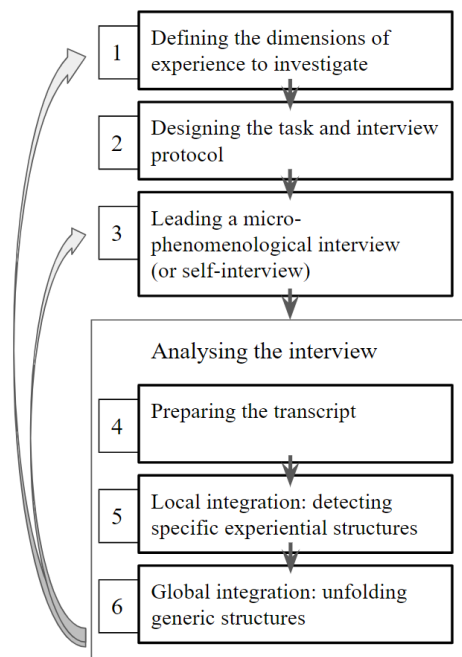 1
Defining the dimensions of
experience to investigate
2
Designing the task and interview
protocol
3
Leading a micro-
phenomenological interview
(or self-interview)
Analysing the interview
4
Preparing the transcript
5
Local integration: detecting
specific experiential structures
6
Global integration: unfolding
generic structures